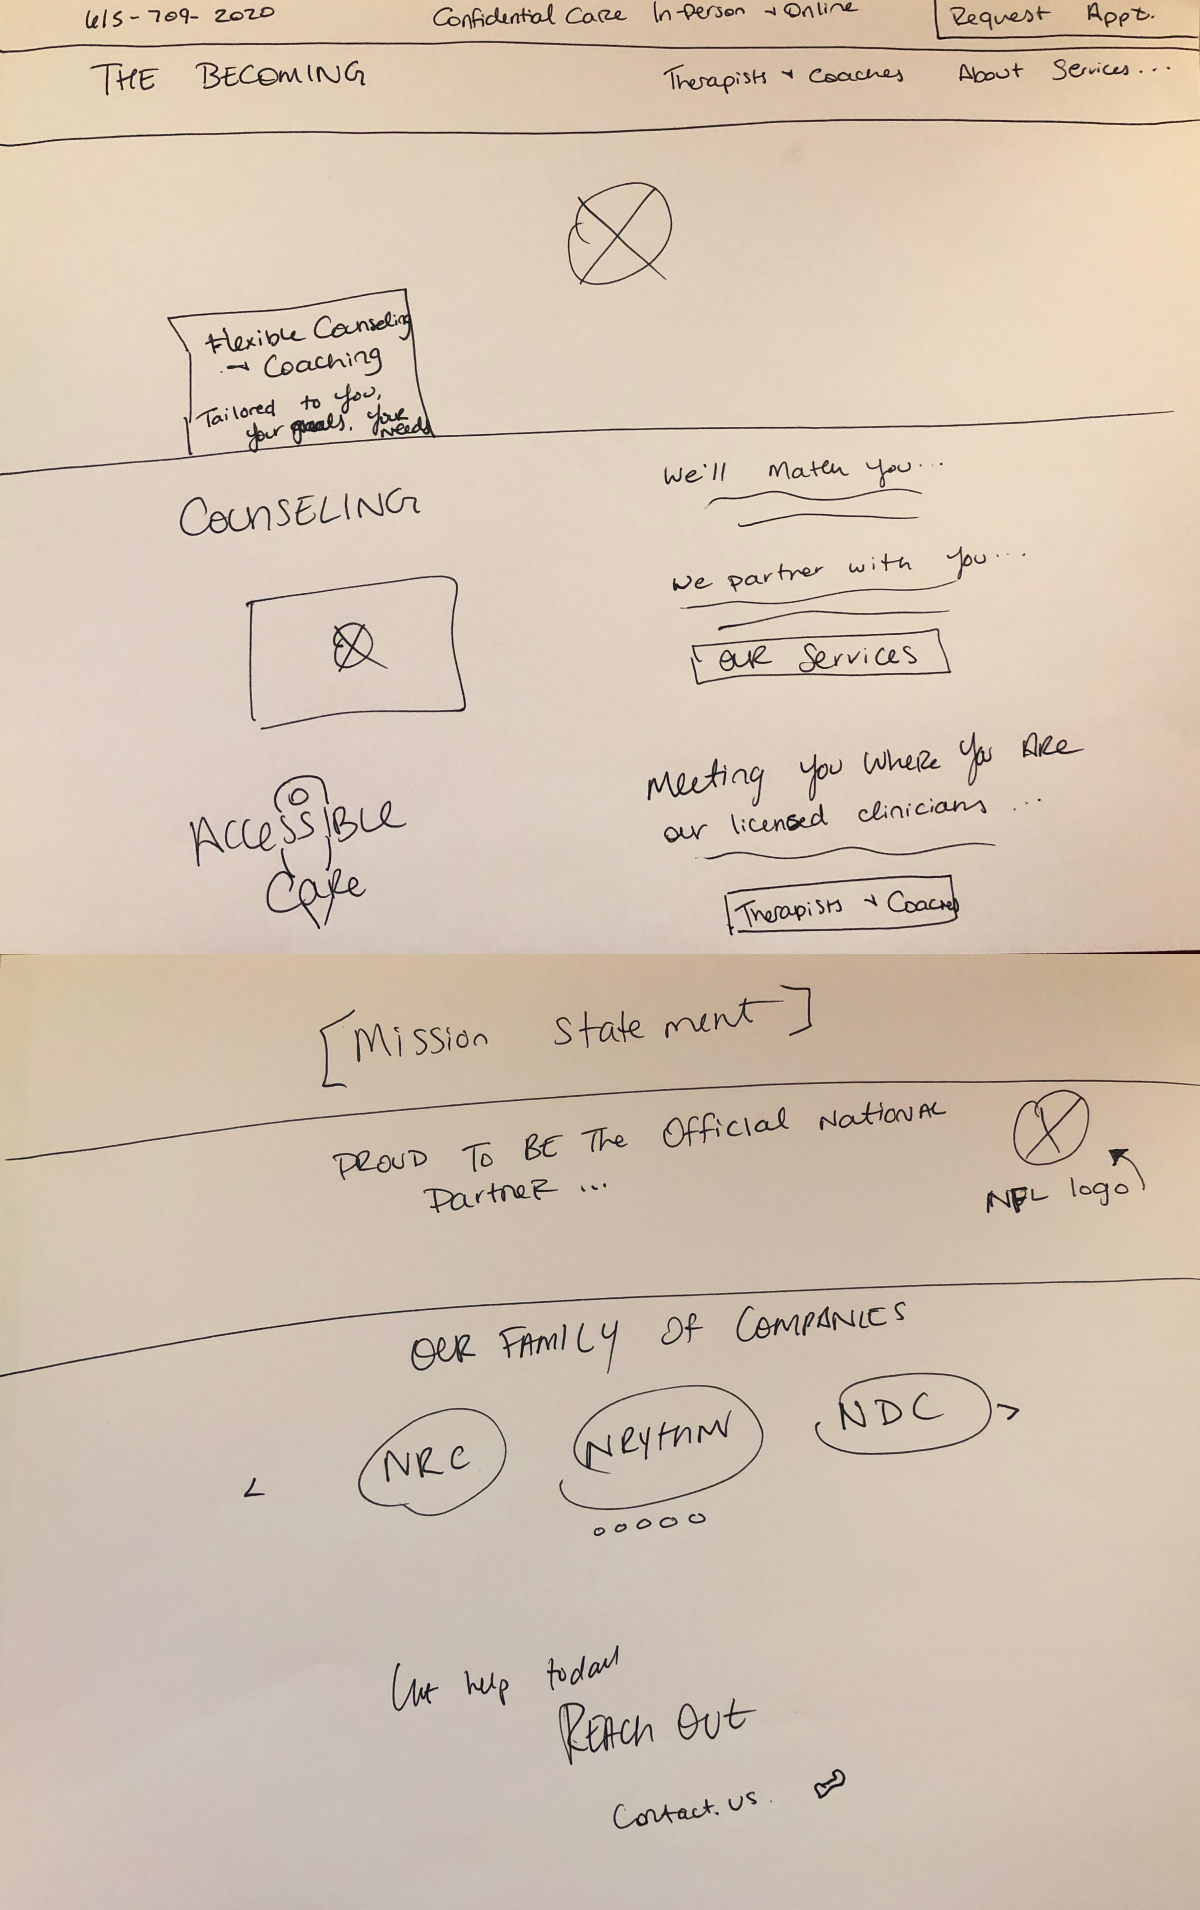 615-709-2020 Confidential Care In-Person + Online Request Appt.
THE BECOMING Therapists + Coaches About Services...
Flexible Counseling
+ Coaching
Tailored to you,
your goals, your
needs
COUNSELING
We'll Match you...
We partner with you...
OUR Services
Meeting you where you ARE
our licensed clinicians ...
ACCESSIBLE
Care
Therapists + Coaches
[Mission Statement]
PROUD TO BE The Official NATIONAL
PartneR ...
NFL logo
OUR FAMILY OF COMPANIES
< NRC NRYTHM NDC >
Get help today
REACH OUT
Contact us